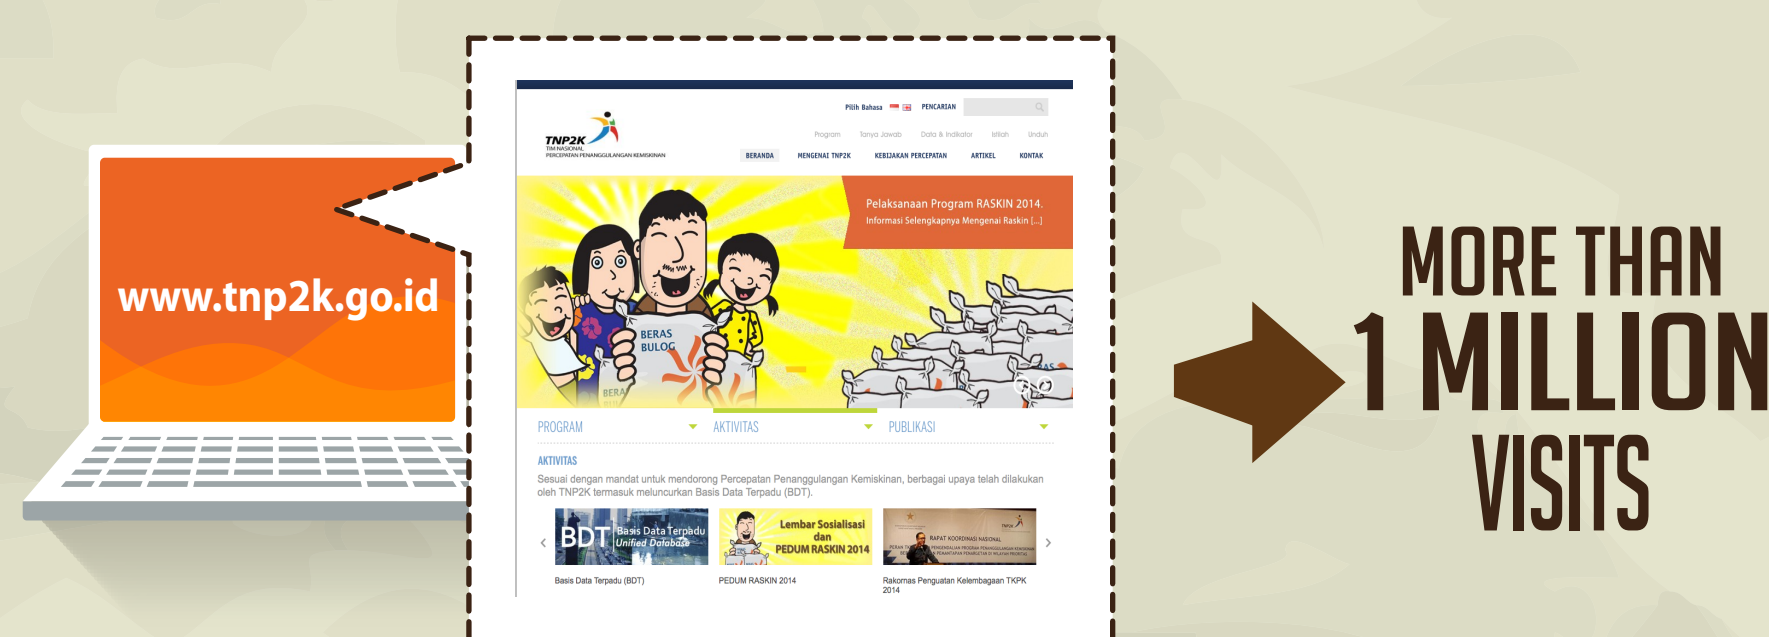 www.tnp2k.go.id
Pilih Bahasa
PENCARIAN
TNP2K
TIM NASIONAL
PERCEPATAN PENANGGULANGAN KEMISKINAN
Program Tanya Jawab Data & Indikator Istilah Unduh
BERANDA MENGENAI TNP2K KEBIJAKAN PERCEPATAN ARTIKEL KONTAK
Pelaksanaan Program RASKIN 2014.
Informasi Selengkapnya Mengenai Raskin [...]
BERAS
BULOG
BERA
PROGRAM AKTIVITAS PUBLIKASI
AKTIVITAS
Sesuai dengan mandat untuk mendorong Percepatan Penanggulangan Kemiskinan, berbagai upaya telah dilakukan
oleh TNP2K termasuk meluncurkan Basis Data Terpadu (BDT).
BDT
Basis Data Terpadu
Unified Database
Lembar Sosialisasi
dan
PEDUM RASKIN 2014
RAPAT KOORDINASI NASIONAL
Basis Data Terpadu (BDT)
PEDUM RASKIN 2014
Rakornas Penguatan Kelembagaan TKPK
2014
MORE THAN
1 MILLION
VISITS